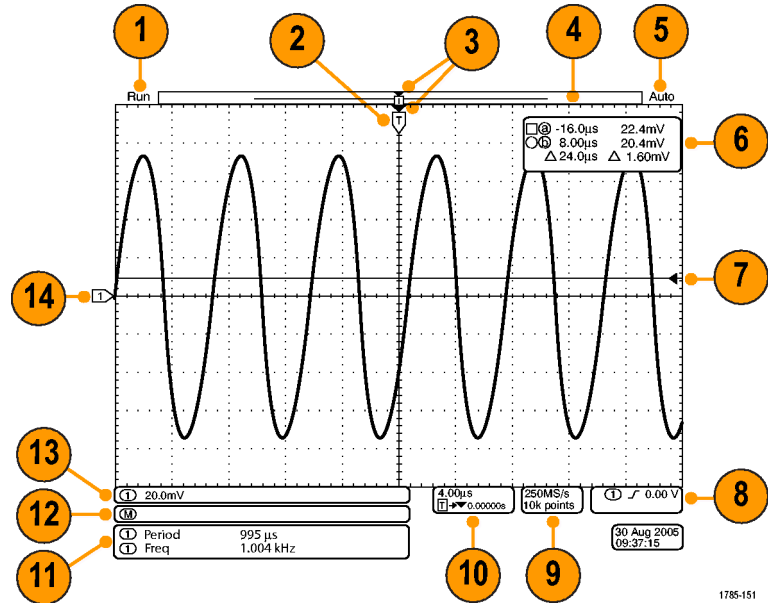 1
2
3
4
5
Run
Auto
T
6
a -16.0µs 22.4mV
b 8.00µs 20.4mV
Δ 24.0µs Δ 1.60mV
7
14
1
13
1 20.0mV
4.00µs
T 0.00000s
250MS/s
10k points
1 0.00 V
8
12
M
11
1 Period 995 µs
1 Freq 1.004 kHz
10
9
30 Aug 2005
09:37:15
1785-151